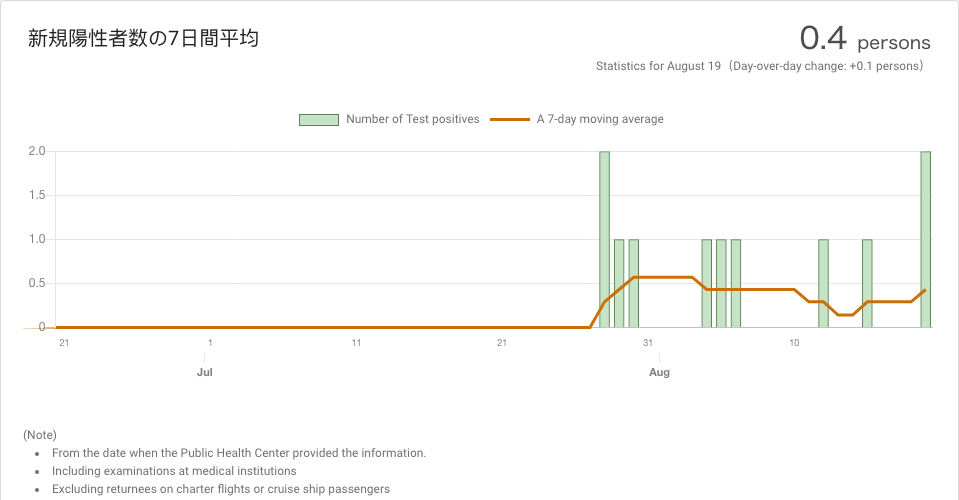 新規陽性者数の7日間平均
0.4 persons
Statistics for August 19（Day-over-day change: +0.1 persons）
Number of Test positives A 7-day moving average
2.0
1.5
1.0
0.5
0
21 1 11 21 31 10
Jul Aug
(Note)
• From the date when the Public Health Center provided the information.
• Including examinations at medical institutions
• Excluding returnees on charter flights or cruise ship passengers